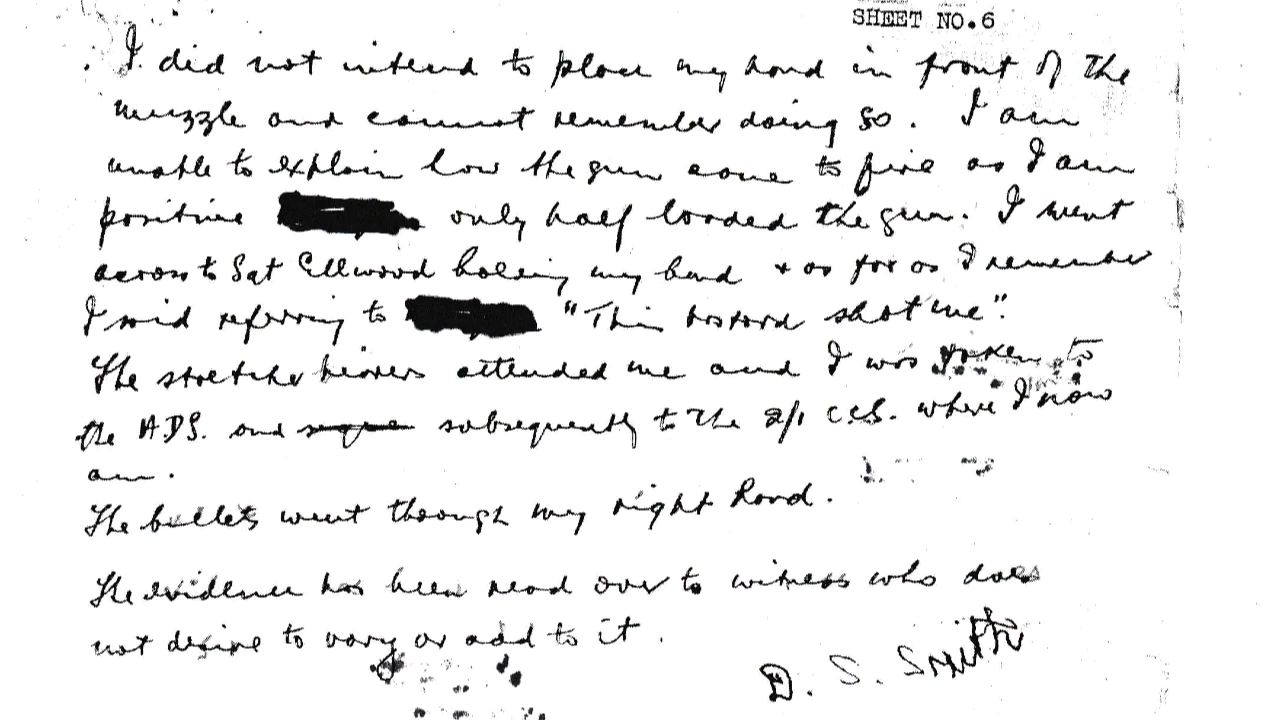 SHEET NO.6
I did not intend to place my hand in front of the
muzzle and cannot remember doing so. I am
unable to explain how the gun came to fire as I am
positive only half loaded the gun. I went
across to Sgt Ellwood holding my hand + as far as I remember
I said referring to "This bastard shot me".
The stretcher bearers attended me and I was taken to
the ADS. and subsequently to the 2/1 C.C.S. where I now
am.
The bullets went through my right hand.
The evidence has been read over to witness who does
not desire to vary or add to it.
D. S. Smith